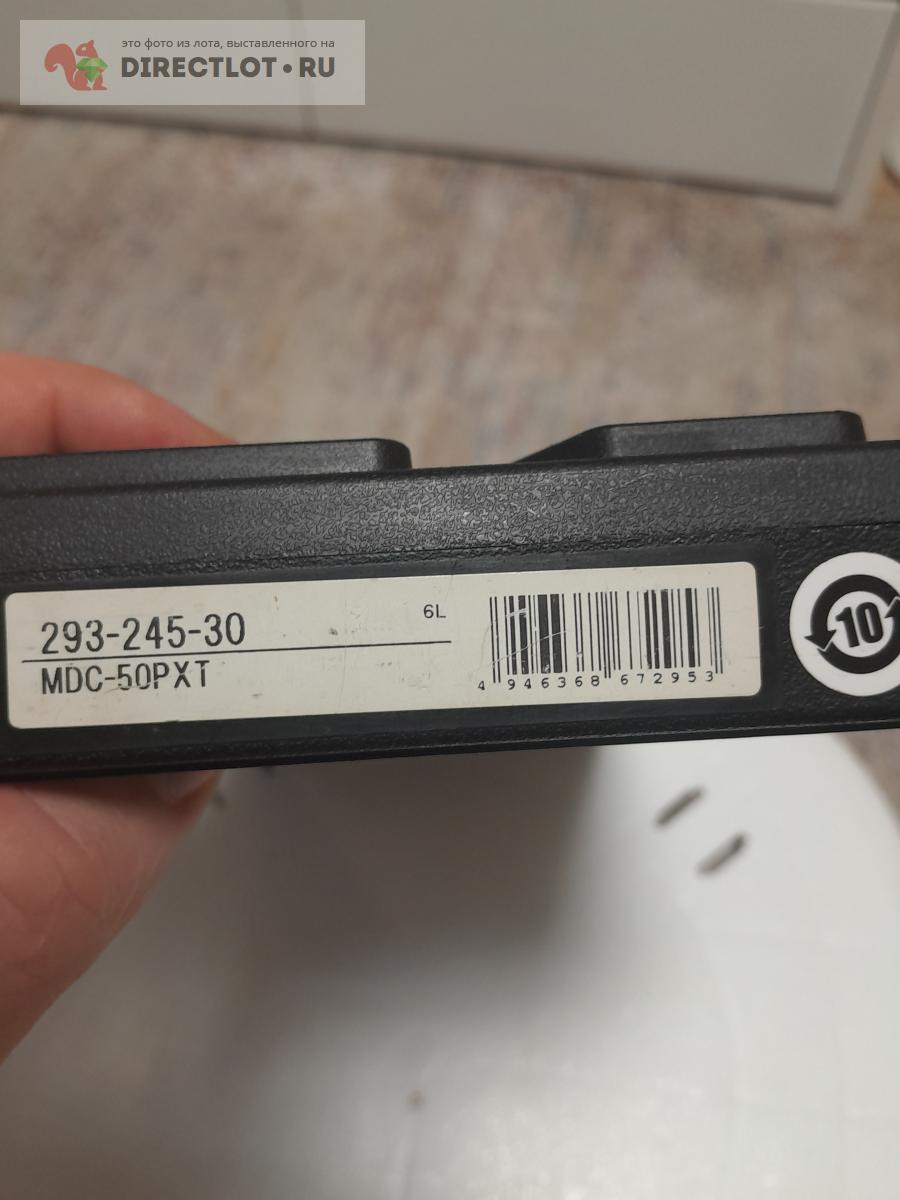 это фото из лота, выставленного на
DIRECTLOT•RU
293-245-30
6L
MDC-50PXT
4 946368 672953
10